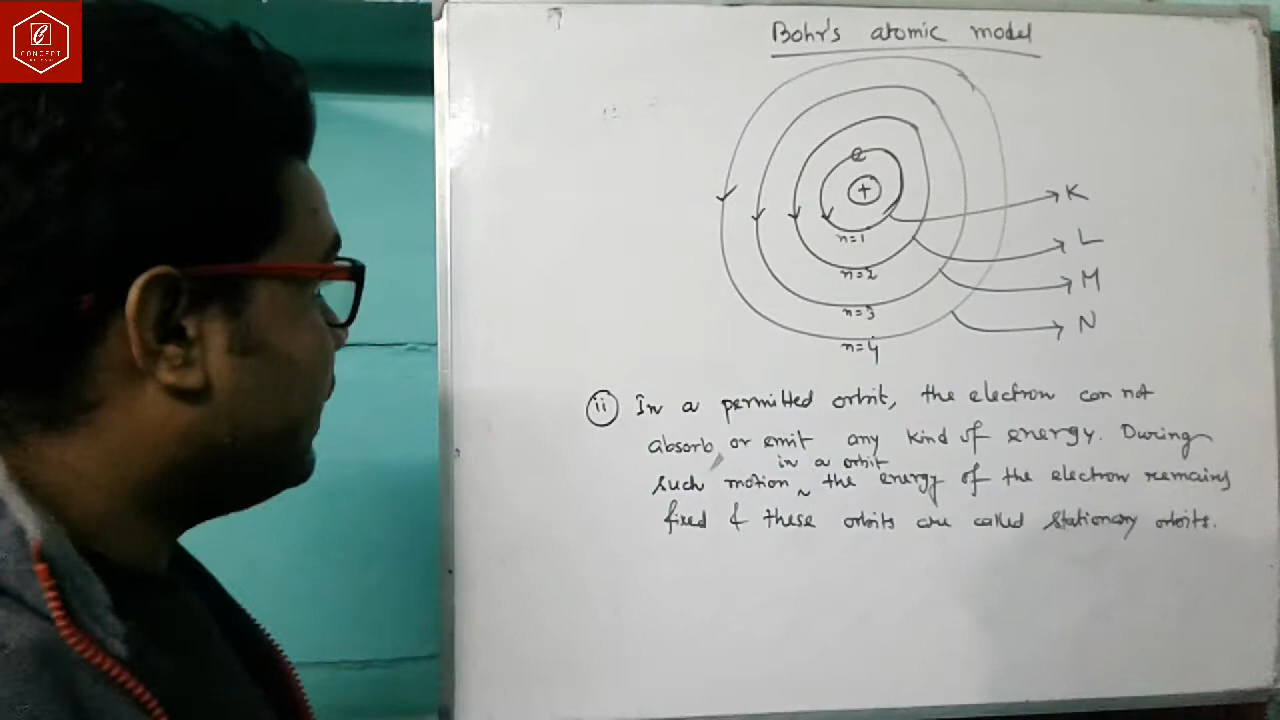 CONCEPT
Bohr's atomic model
e
+
K
L
M
N
n=1
n=2
n=3
n=4
ii In a permitted orbit, the electron can not
absorb or emit any kind of energy. During
in a orbit
such motion, the energy of the electron remains
fixed & these orbits are called stationary orbits.